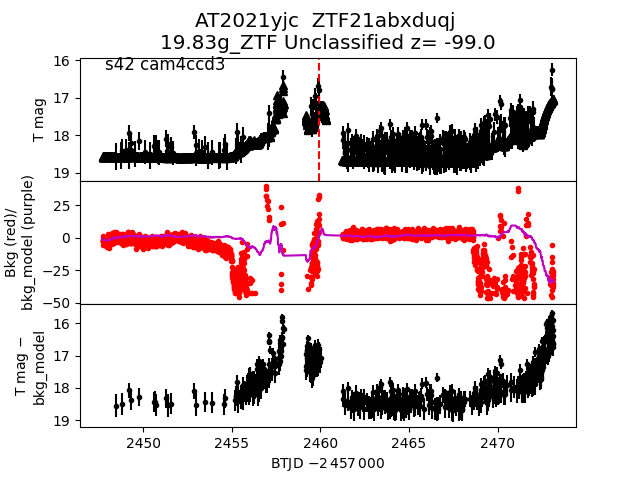 AT2021yjc  ZTF21abxduqj
19.83g_ZTF Unclassified z= -99.0
s42 cam4ccd3
T mag
16
17
18
19
Bkg (red)/
bkg_model (purple)
25
0
−25
−50
T mag −
bkg_model
16
17
18
19
2450
2455
2460
2465
2470
BTJD −2 457 000